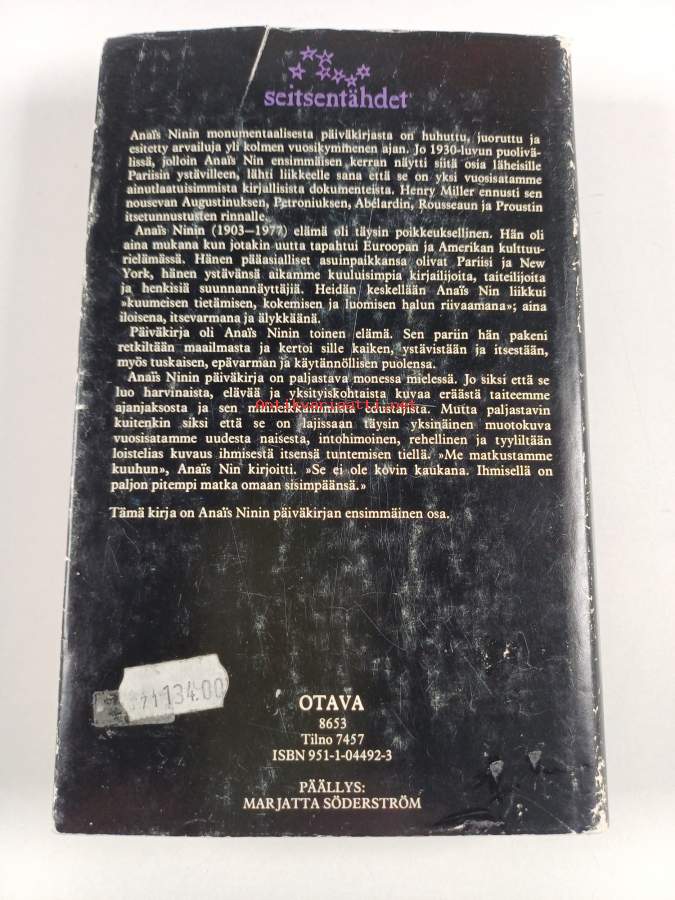 seitsentähdet
Anaïs Ninin monumentaalisesta päiväkirjasta on huhuttu, juoruttu ja
esitetty arvailuja yli kolmen vuosikymmenen ajan. Jo 1930-luvun puolivä-
lissä, jolloin Anaïs Nin ensimmäisen kerran näytti siitä osia läheisille
Pariisin ystävilleen, lähti liikkeelle sana että se on yksi vuosisatamme
ainutlaatuisimmista kirjallisista dokumenteista. Henry Miller ennusti sen
nousevan Augustinuksen, Petroniuksen, Abélardin, Rousseaun ja Proustin
itsetunnustusten rinnalle.
Anaïs Ninin (1903–1977) elämä oli täysin poikkeuksellinen. Hän oli
aina mukana kun jotakin uutta tapahtui Euroopan ja Amerikan kulttuu-
rielämässä. Hänen pääasialliset asuinpaikkansa olivat Pariisi ja New
York, hänen ystävänsä aikamme kuuluisimpia kirjailijoita, taiteilijoita
ja henkisiä suunnannäyttäjiä. Heidän keskellään Anaïs Nin liikkui
»kuumeisen tietämisen, kokemisen ja luomisen halun riivaamana»; aina
iloisena, itsevarmana ja älykkäänä.
Päiväkirja oli Anaïs Ninin toinen elämä. Sen pariin hän pakeni
retkiltään maailmasta ja kertoi sille kaiken, ystävistään ja itsestään,
myös tuskaisen, epävarman ja käytännöllisen puolensa.
Anaïs Ninin päiväkirja on paljastava monessa mielessä. Jo siksi että se
luo harvinaista, elävää ja yksityiskohtaista kuvaa eräästä taiteemme
ajanjaksosta ja sen nimekkäimmistä edustajista. Mutta paljastavin
kuitenkin siksi että se on lajissaan täysin yksinäinen muotokuva
vuosisatamme uudesta naisesta, intohimoinen, rehellinen ja tyyliltään
loistelias kuvaus ihmisestä itsensä tuntemisen tiellä. »Me matkustamme
kuuhun», Anaïs Nin kirjoitti. »Se ei ole kovin kaukana. Ihmisellä on
paljon pitempi matka omaan sisimpäänsä.»
Tämä kirja on Anaïs Ninin päiväkirjan ensimmäinen osa.
134.00
OTAVA
8653
Tilno 7457
ISBN 951-1-04492-3
PÄÄLLYS:
MARJATTA SÖDERSTRÖM